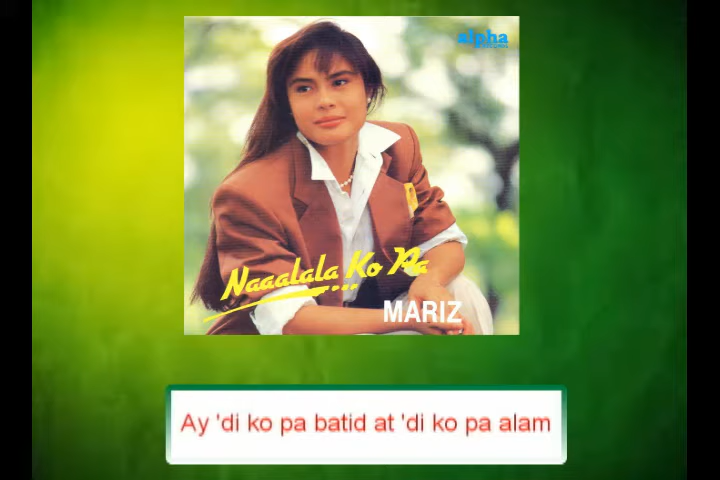 alpha
Naaalala Ko Pa...
MARIZ
Ay 'di ko pa batid at 'di ko pa alam